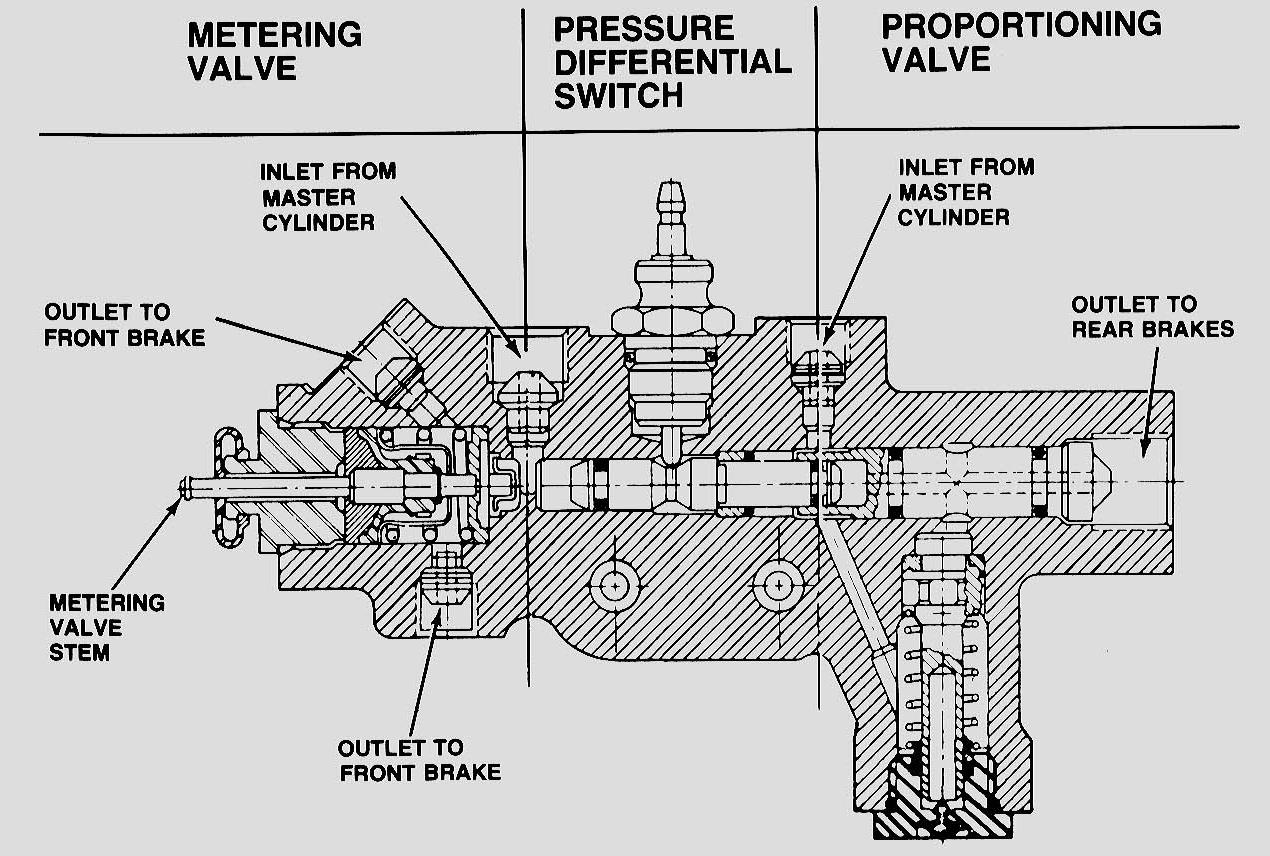 METERING
VALVE
PRESSURE
DIFFERENTIAL
SWITCH
PROPORTIONING
VALVE
INLET FROM
MASTER
CYLINDER
INLET FROM
MASTER
CYLINDER
OUTLET TO
FRONT BRAKE
OUTLET TO
REAR BRAKES
METERING
VALVE
STEM
OUTLET TO
FRONT BRAKE